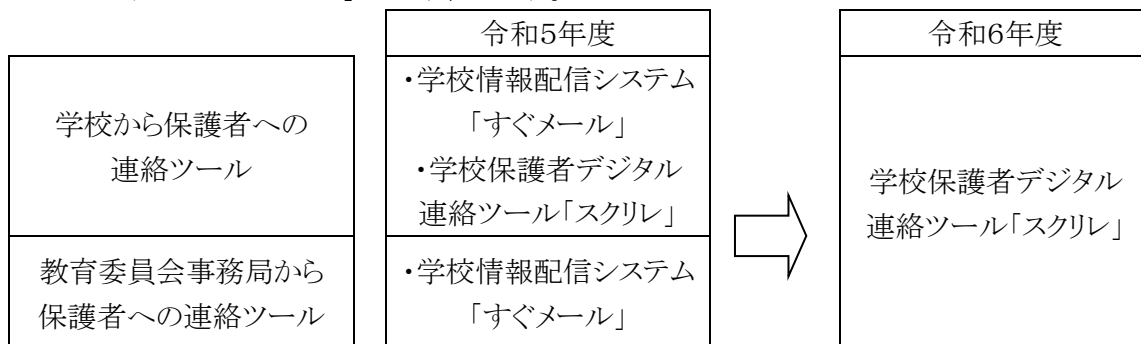 令和5年度
令和6年度
学校から保護者への
連絡ツール
・学校情報配信システム
「すぐメール」
・学校保護者デジタル
連絡ツール「スクリレ」
学校保護者デジタル
連絡ツール「スクリレ」
教育委員会事務局から
保護者への連絡ツール
・学校情報配信システム
「すぐメール」